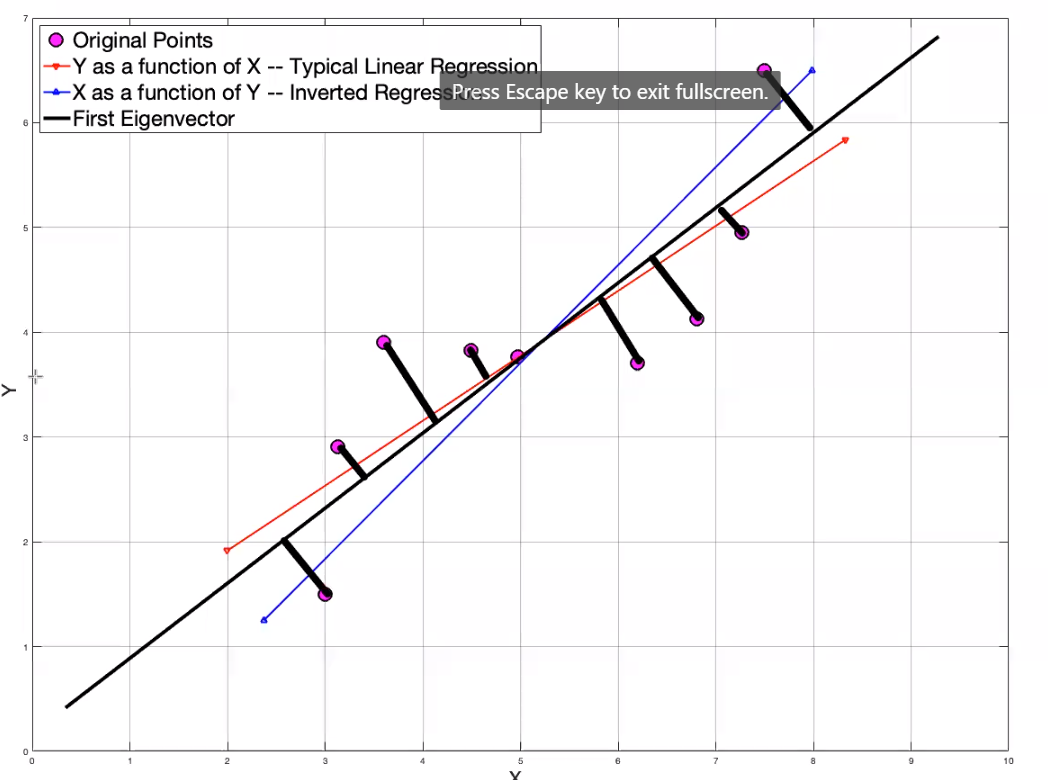 Original Points
Y as a function of X -- Typical Linear Regression
X as a function of Y -- Inverted
Press Escape key to exit fullscreen.
First Eigenvector
7
6
5
4
3
2
1
0
Y
0 1 2 3 4 5 6 7 8 9 10
X